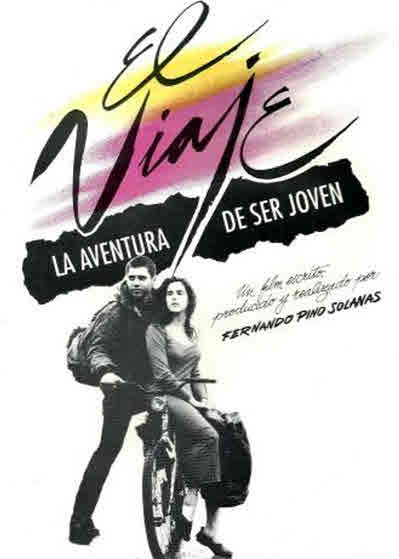 El
Viaje
LA AVENTURA
DE SER JOVEN
Un film escrito,
producido y realizado por
FERNANDO PINO SOLANAS